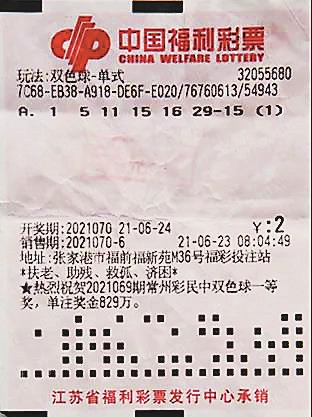 中国福利彩票
CHINA WELFARE LOTTERY
玩法:双色球-单式 32055680
7C68-EB38-A918-DE6F-E020/76760613/54943
A. 1 5 11 15 16 29-15 (1)
开奖期:2021070 21-06-24 ¥:2
销售期:2021070-6 21-06-23 08:04:49
地址:张家港市福前福新苑M36号福彩投注站
*扶老、助残、救孤、济困*
★热烈祝贺2021069期常州彩民中双色球一等
奖,单注奖金829万。
江苏省福利彩票发行中心承销